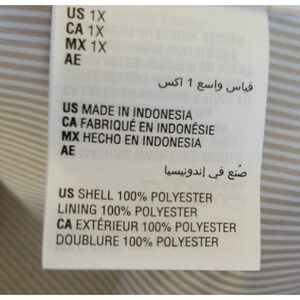 US 1X
CA 1X
MX 1X
AE
قياس واسع 1 اكس
US MADE IN INDONESIA
CA FABRIQUÉ EN INDONÉSIE
MX HECHO EN INDONESIA
AE
صُنع في إندونيسيا
US SHELL 100% POLYESTER
LINING 100% POLYESTER
CA EXTÉRIEUR 100% POLYESTER
DOUBLURE 100% POLYESTER